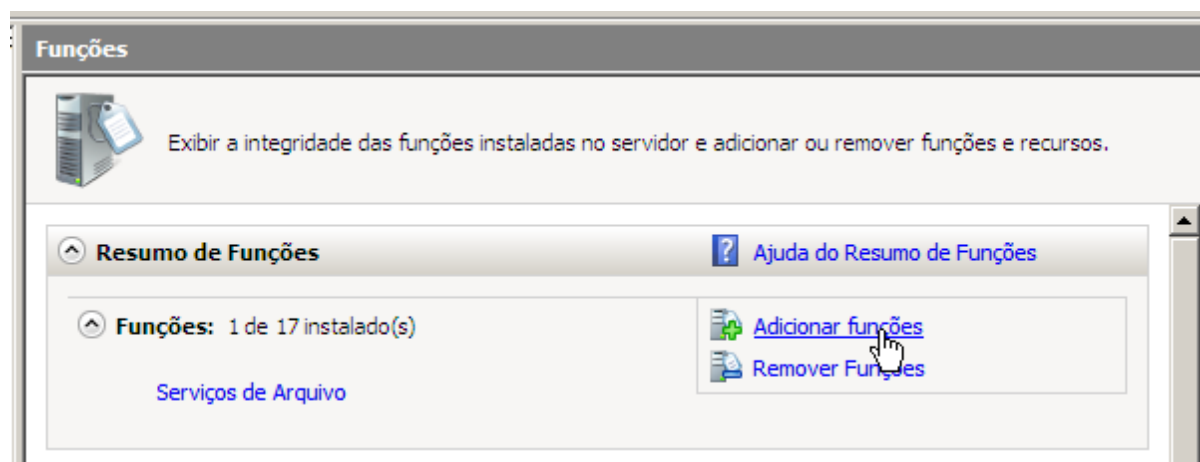 Funções
Exibir a integridade das funções instaladas no servidor e adicionar ou remover funções e recursos.
Resumo de Funções
Ajuda do Resumo de Funções
Funções: 1 de 17 instalado(s)
Adicionar funções
Remover Funções
Serviços de Arquivo